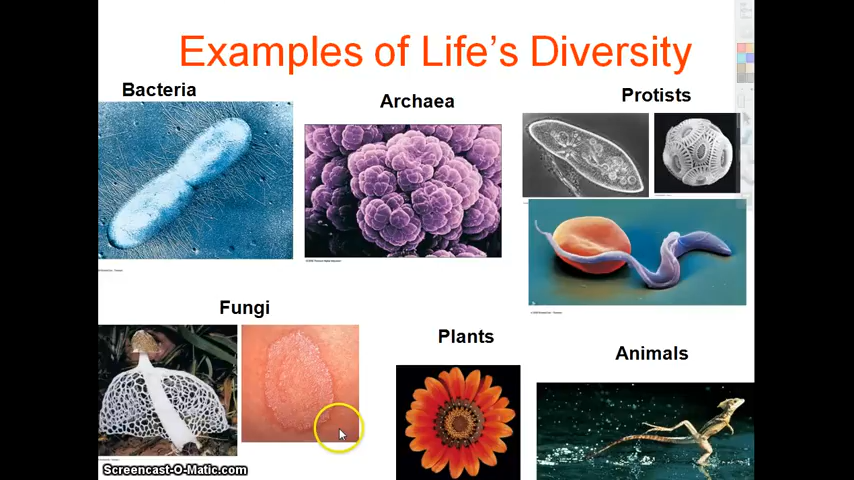 Examples of Life's Diversity
Bacteria
Archaea
Protists
Fungi
Plants
Animals
Screencast-O-Matic.com